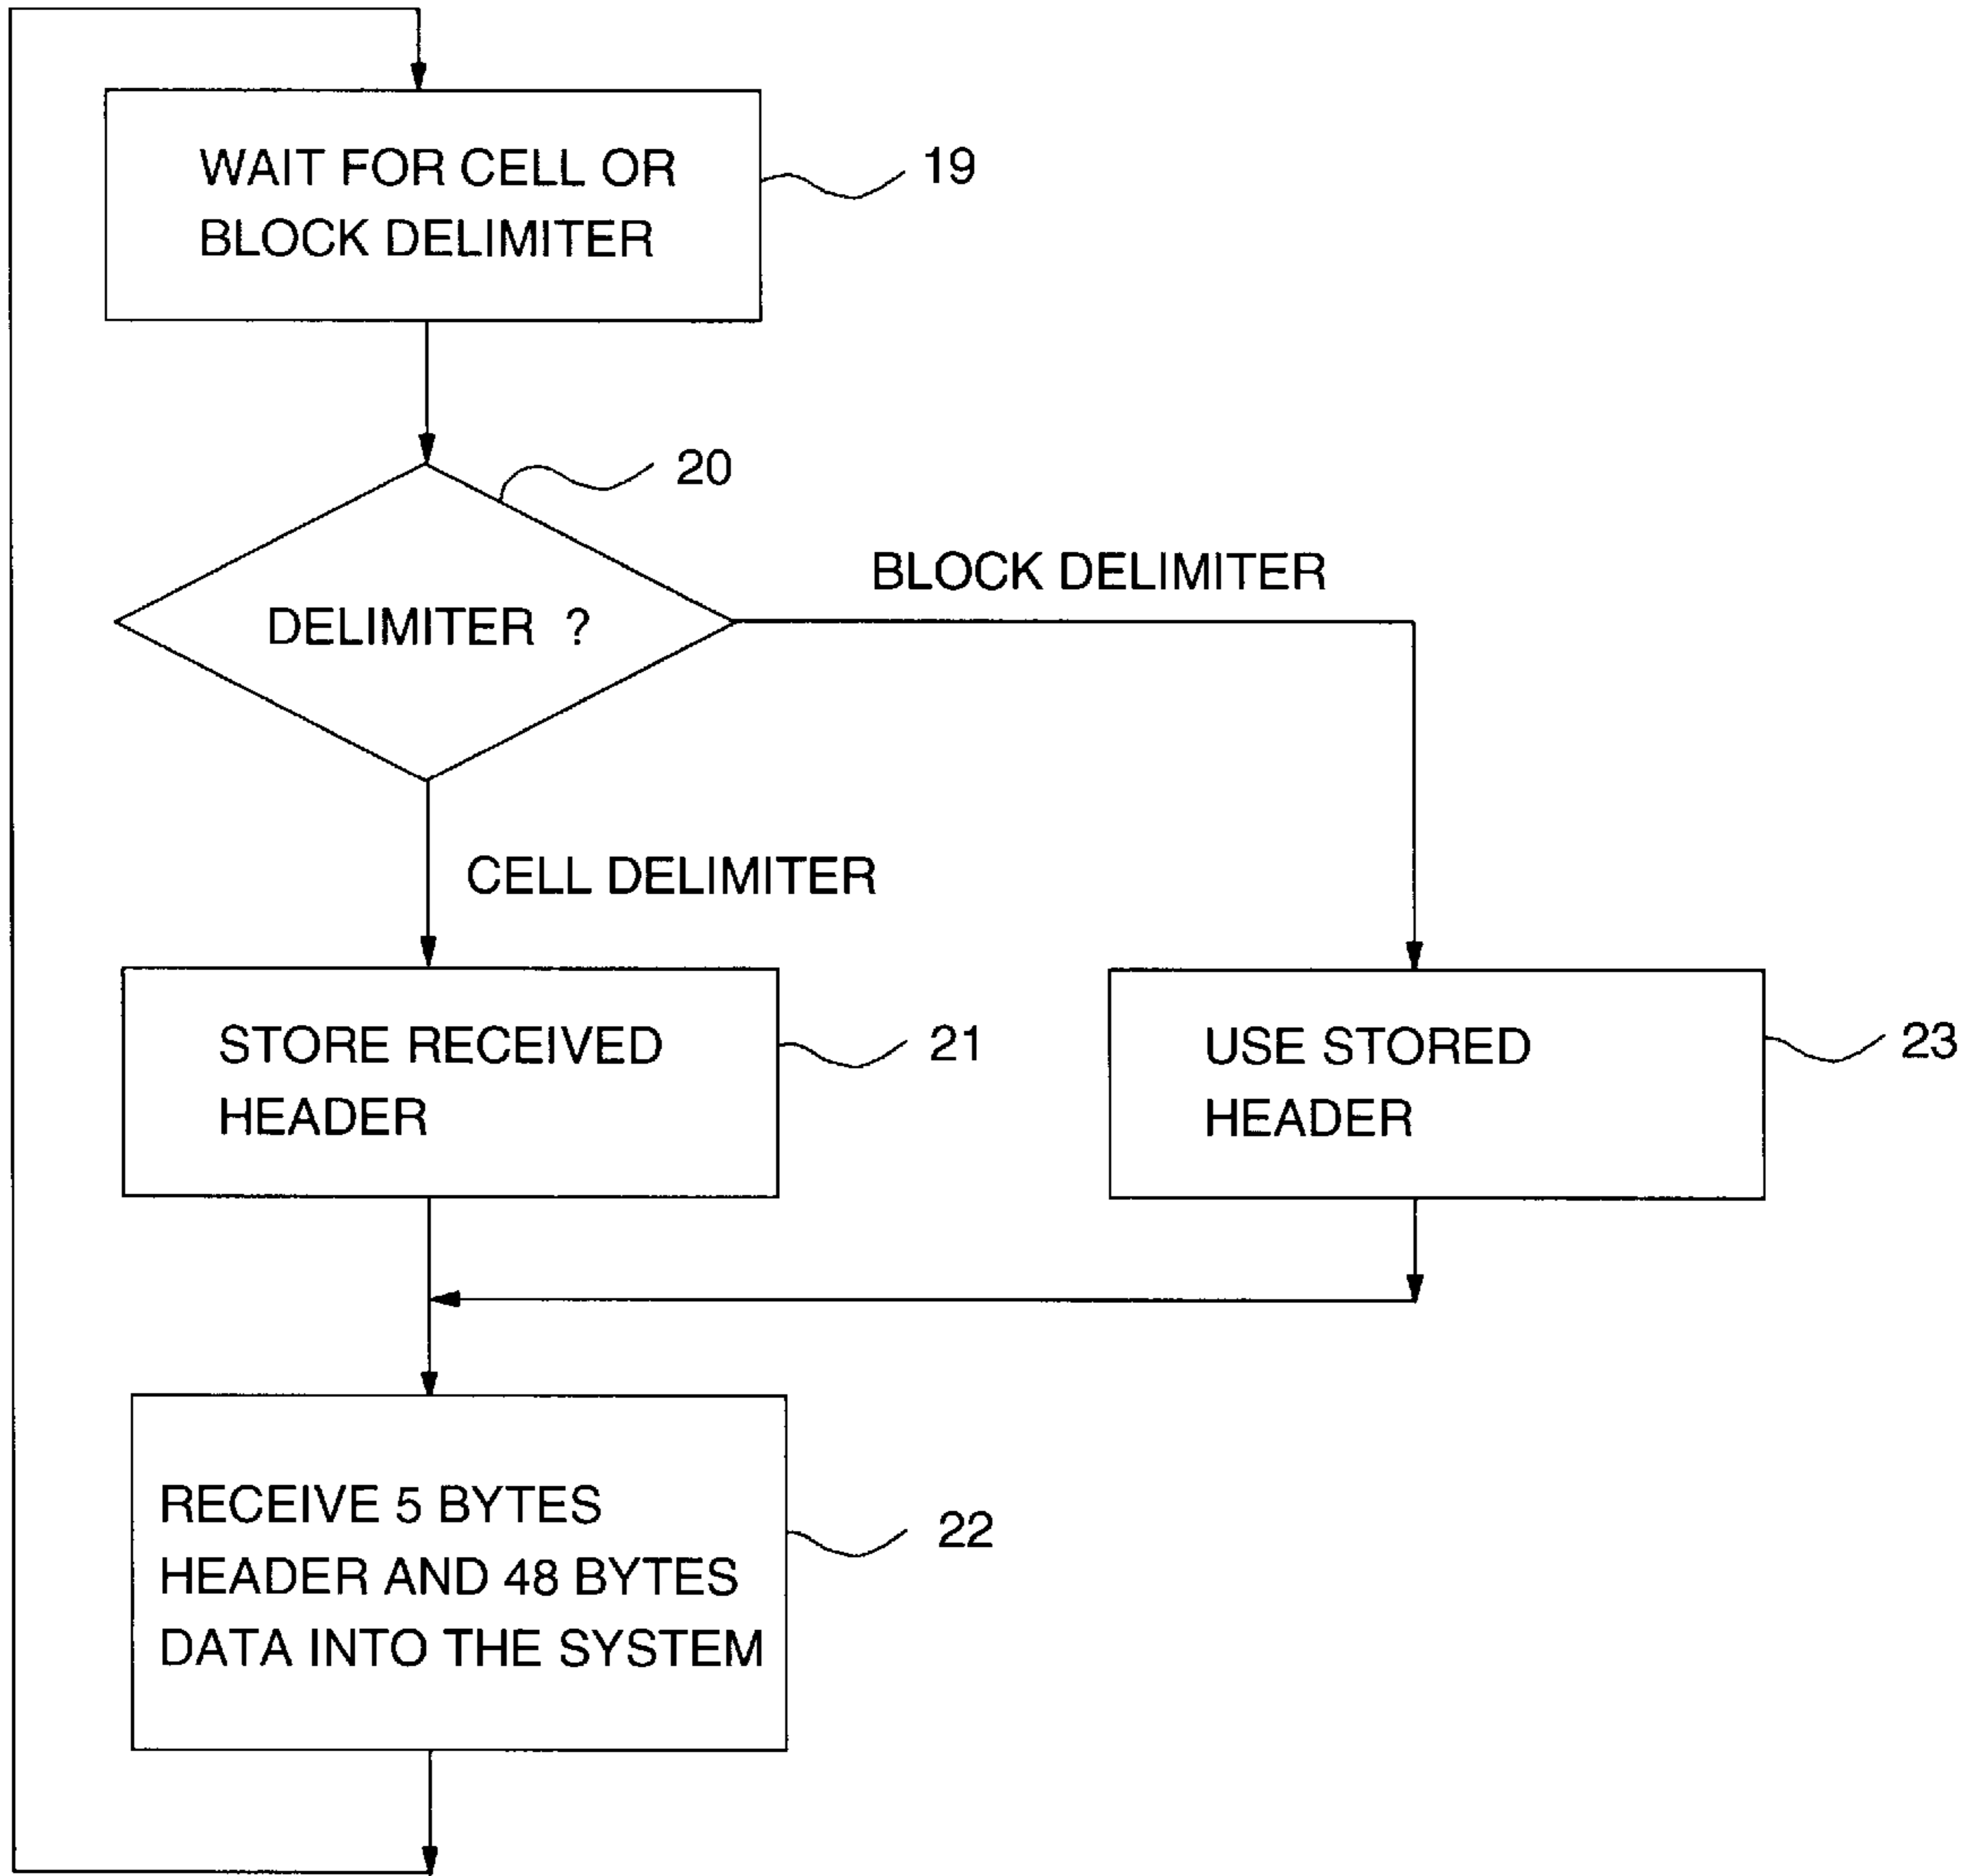 WAIT FOR CELL OR
BLOCK DELIMITER
19
20
DELIMITER ?
BLOCK DELIMITER
CELL DELIMITER
STORE RECEIVED
HEADER
21
USE STORED
HEADER
23
RECEIVE 5 BYTES
HEADER AND 48 BYTES
DATA INTO THE SYSTEM
22